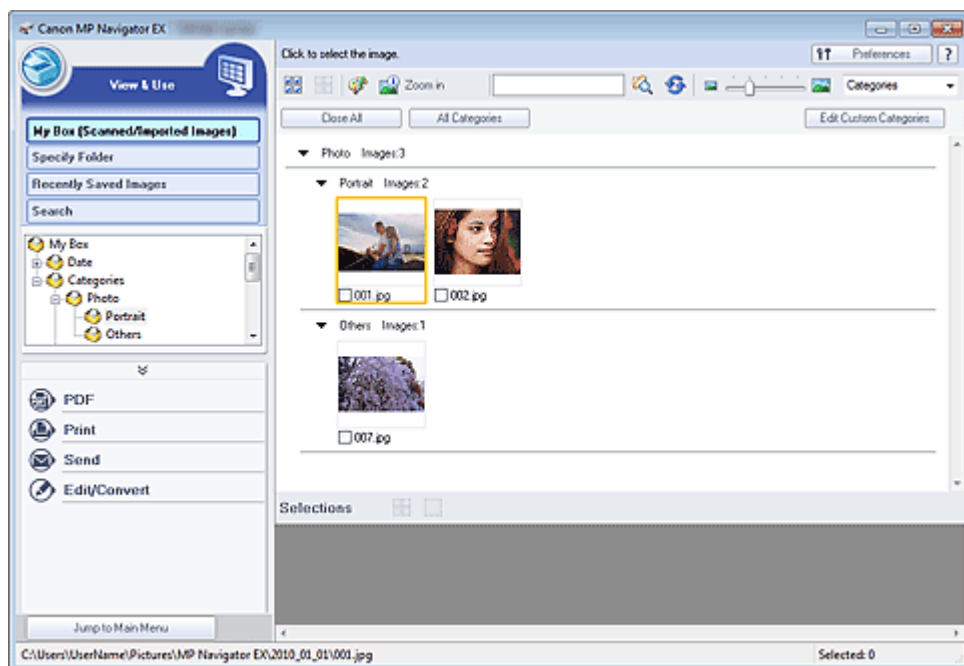 Canon MP Navigator EX
View & Use
My Box (Scanned/Imported Images)
Specify Folder
Recently Saved Images
Search
My Box
Date
Categories
Photo
Portrait
Others
PDF
Print
Send
Edit/Convert
Jump to Main Menu
Click to select the image.
Preferences
?
Zoom in
Categories
Close All
All Categories
Edit Custom Categories
Photo Images:3
Portrait Images:2
001.jpg
002.jpg
Others Images:1
007.jpg
Selections
C:\Users\UserName\Pictures\MP Navigator EX\2010_01_01\001.jpg
Selected: 0